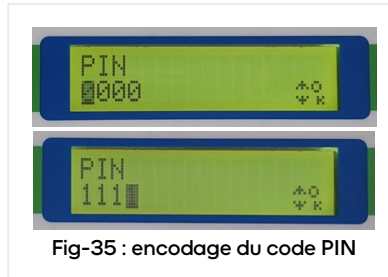 PIN
0000
↑O
↓K
PIN
111
↑O
↓K
Fig-35 : encodage du code PIN